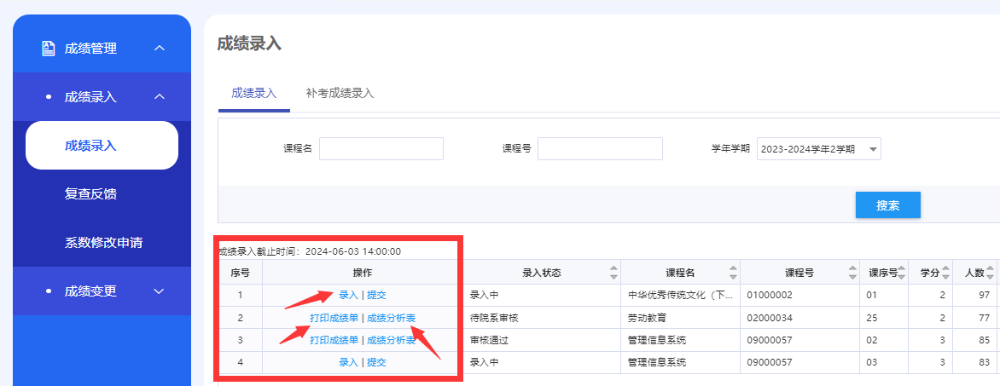 成绩管理
成绩录入
成绩录入
复查反馈
系数修改申请
成绩变更
成绩录入
成绩录入 补考成绩录入
课程名 课程号 学年学期 2023-2024学年2学期
搜索
成绩录入截止时间：2024-06-03 14:00:00
序号 操作 录入状态 课程名 课程号 课序号 学分 人数
1 录入 | 提交 录入中 中华优秀传统文化（下... 01000002 01 2 97
2 打印成绩单 | 成绩分析表 待院系审核 劳动教育 02000034 25 2 77
3 打印成绩单 | 成绩分析表 审核通过 管理信息系统 09000057 02 3 85
4 录入 | 提交 录入中 管理信息系统 09000057 03 3 83